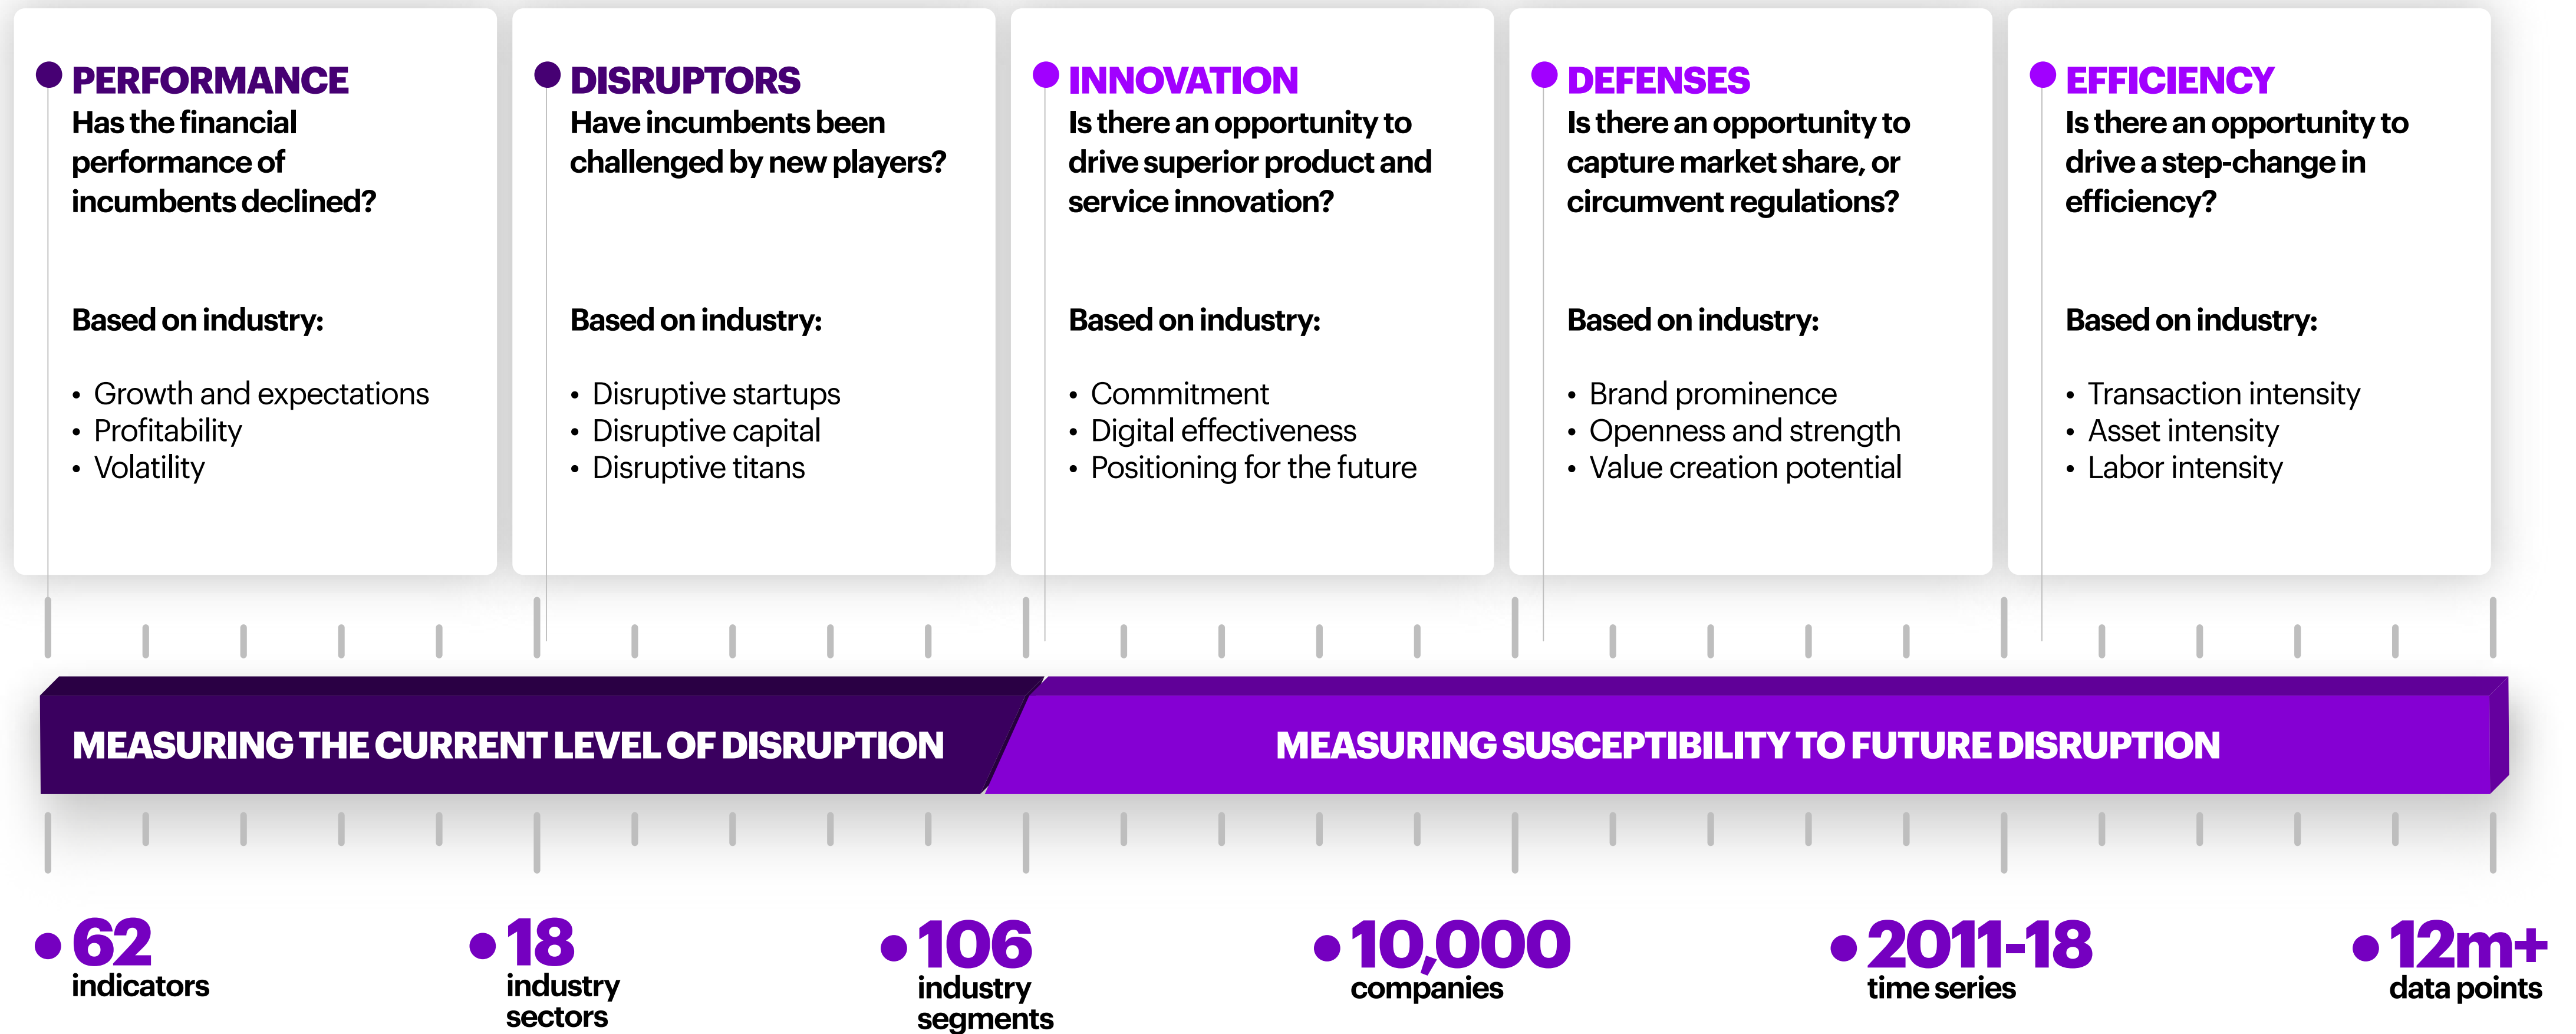 PERFORMANCE
Has the financial
performance of
incumbents declined?
Based on industry:
• Growth and expectations
• Profitability
• Volatility
DISRUPTORS
Have incumbents been
challenged by new players?
Based on industry:
• Disruptive startups
• Disruptive capital
• Disruptive titans
INNOVATION
Is there an opportunity to
drive superior product and
service innovation?
Based on industry:
• Commitment
• Digital effectiveness
• Positioning for the future
DEFENSES
Is there an opportunity to
capture market share, or
circumvent regulations?
Based on industry:
• Brand prominence
• Openness and strength
• Value creation potential
EFFICIENCY
Is there an opportunity to
drive a step-change in
efficiency?
Based on industry:
• Transaction intensity
• Asset intensity
• Labor intensity
MEASURING THE CURRENT LEVEL OF DISRUPTION
MEASURING SUSCEPTIBILITY TO FUTURE DISRUPTION
62
indicators
18
industry
sectors
106
industry
segments
10,000
companies
2011-18
time series
12m+
data points